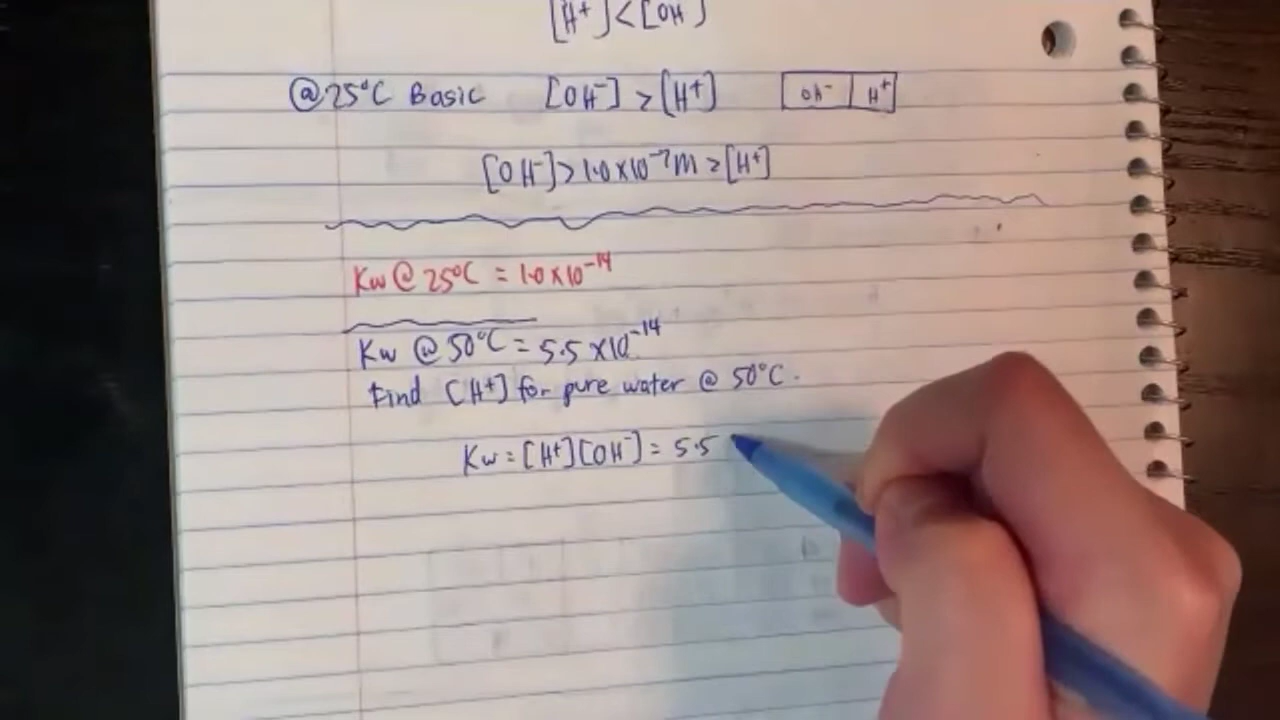 [H+]<[OH]
@25°C Basic [OH-] > [H+] OH- H+
[OH-]>1.0×10-7M>[H+]
Kw@25°C = 1.0×10-14
Kw @50°C = 5.5×10-14
Find [H+] for pure water @ 50°C.
Kw=[H+][OH-] = 5.5